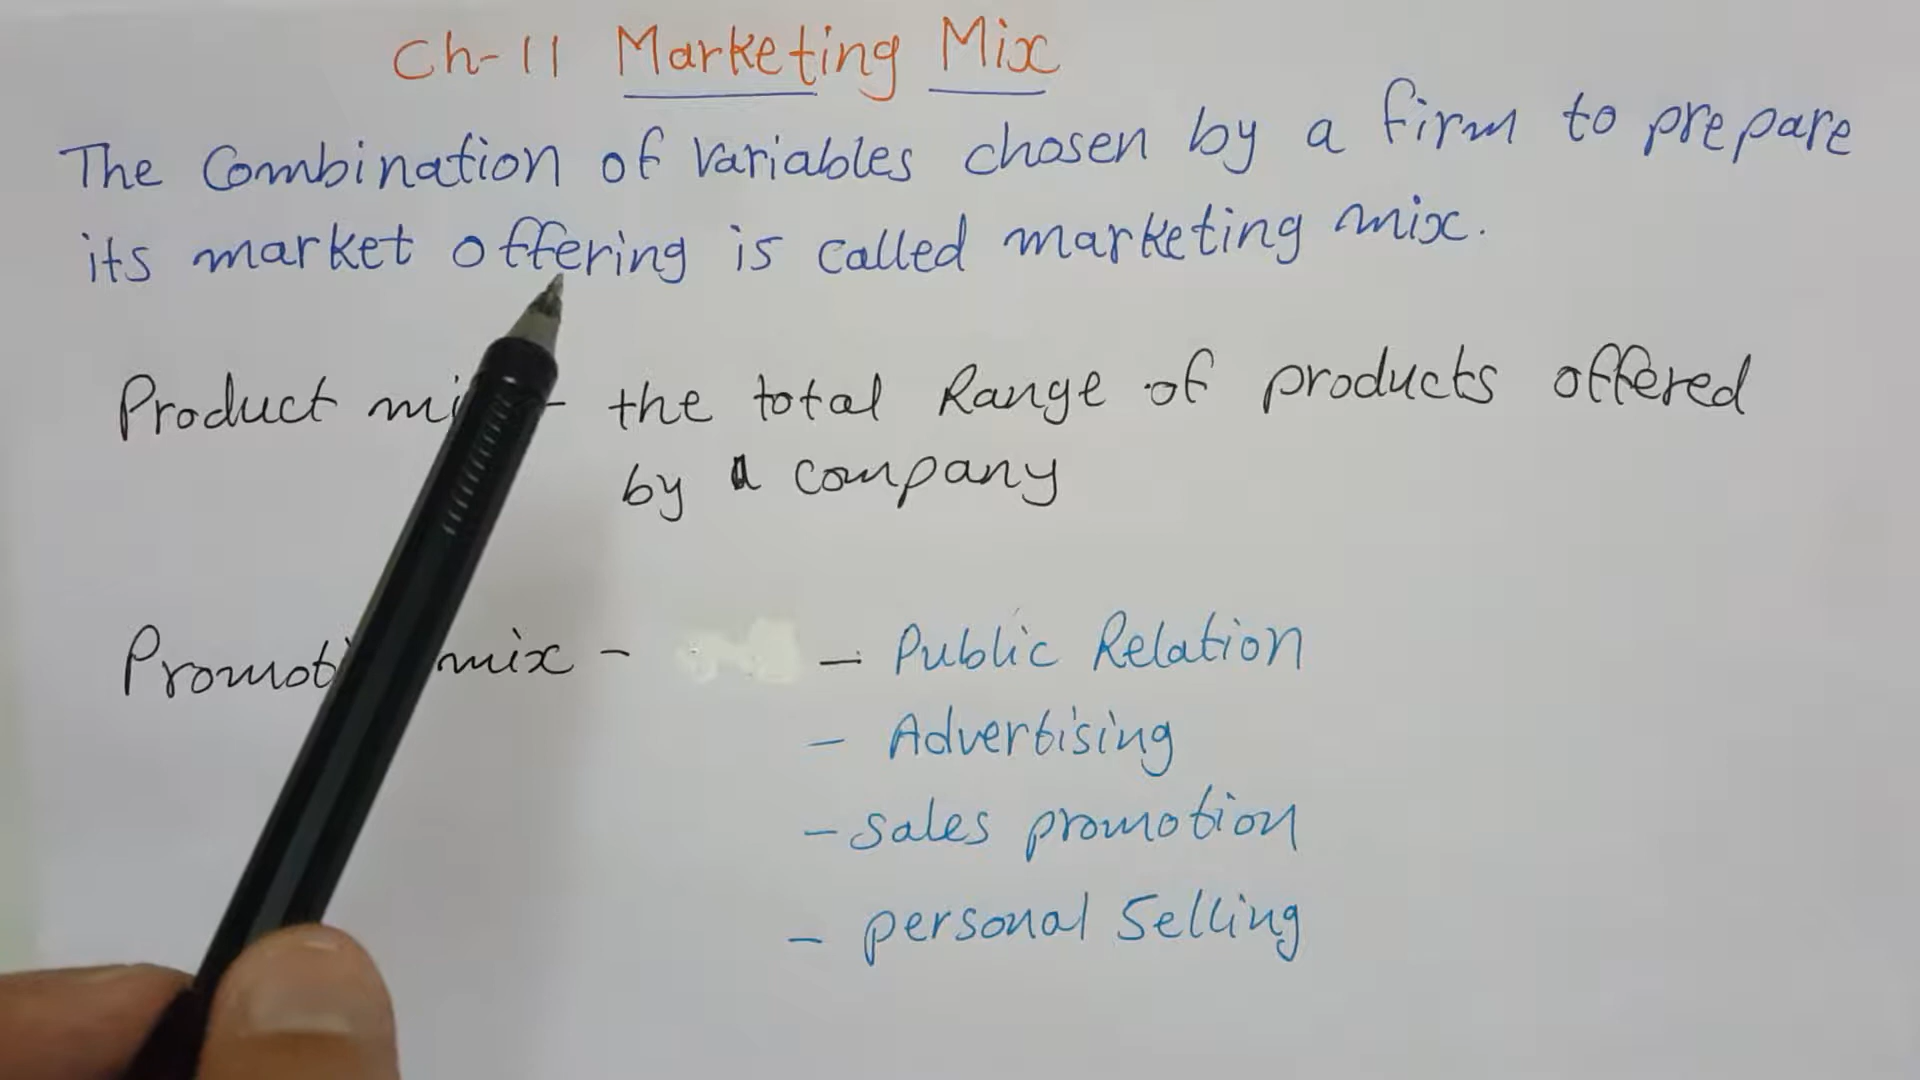 Ch-11 Marketing Mix
The Combination of variables chosen by a firm to prepare
its market offering is called marketing mix.
Product - the total Range of products offered
by a company
mix - - Public Relation
- Advertising
- sales promotion
- personal Selling